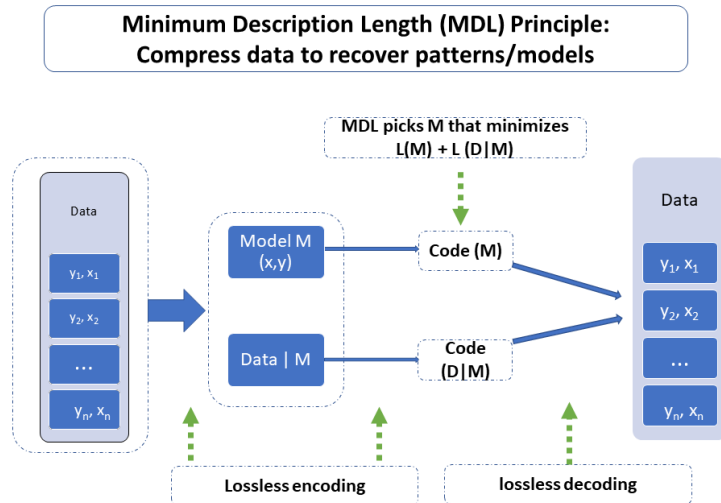 Minimum Description Length (MDL) Principle:
Compress data to recover patterns/models
MDL picks M that minimizes
L(M) + L (D|M)
Data
y₁, x₁
y₂, x₂
...
yₙ, xₙ
Model M
(x,y)
Data | M
Code (M)
Code
(D|M)
Data
y₁, x₁
y₂, x₂
...
yₙ, xₙ
Lossless encoding
lossless decoding